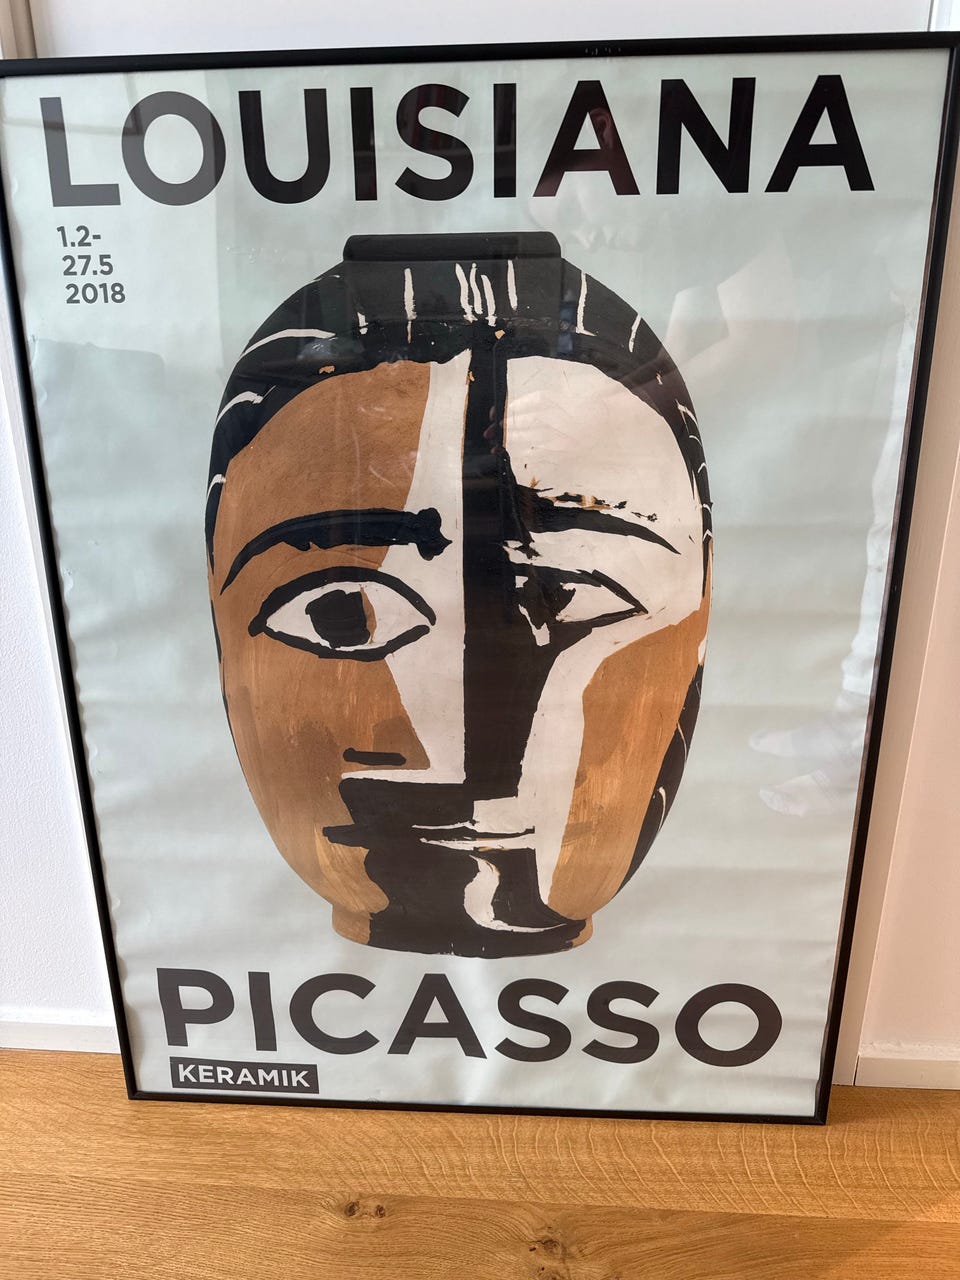 LOUISIANA
1.2-
27.5
2018
PICASSO
KERAMIK